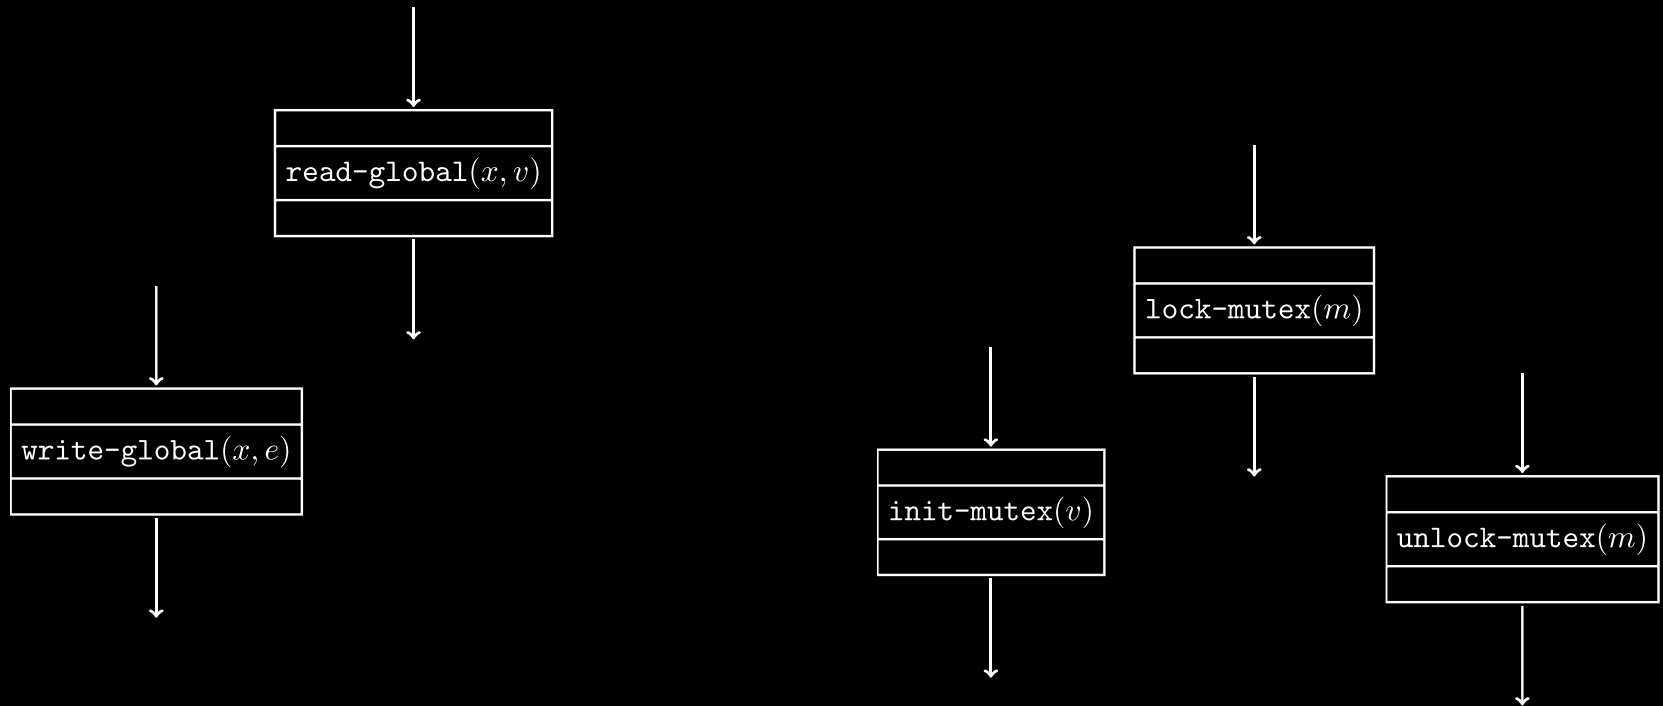 read-global(x, v)
write-global(x, e)
lock-mutex(m)
init-mutex(v)
unlock-mutex(m)